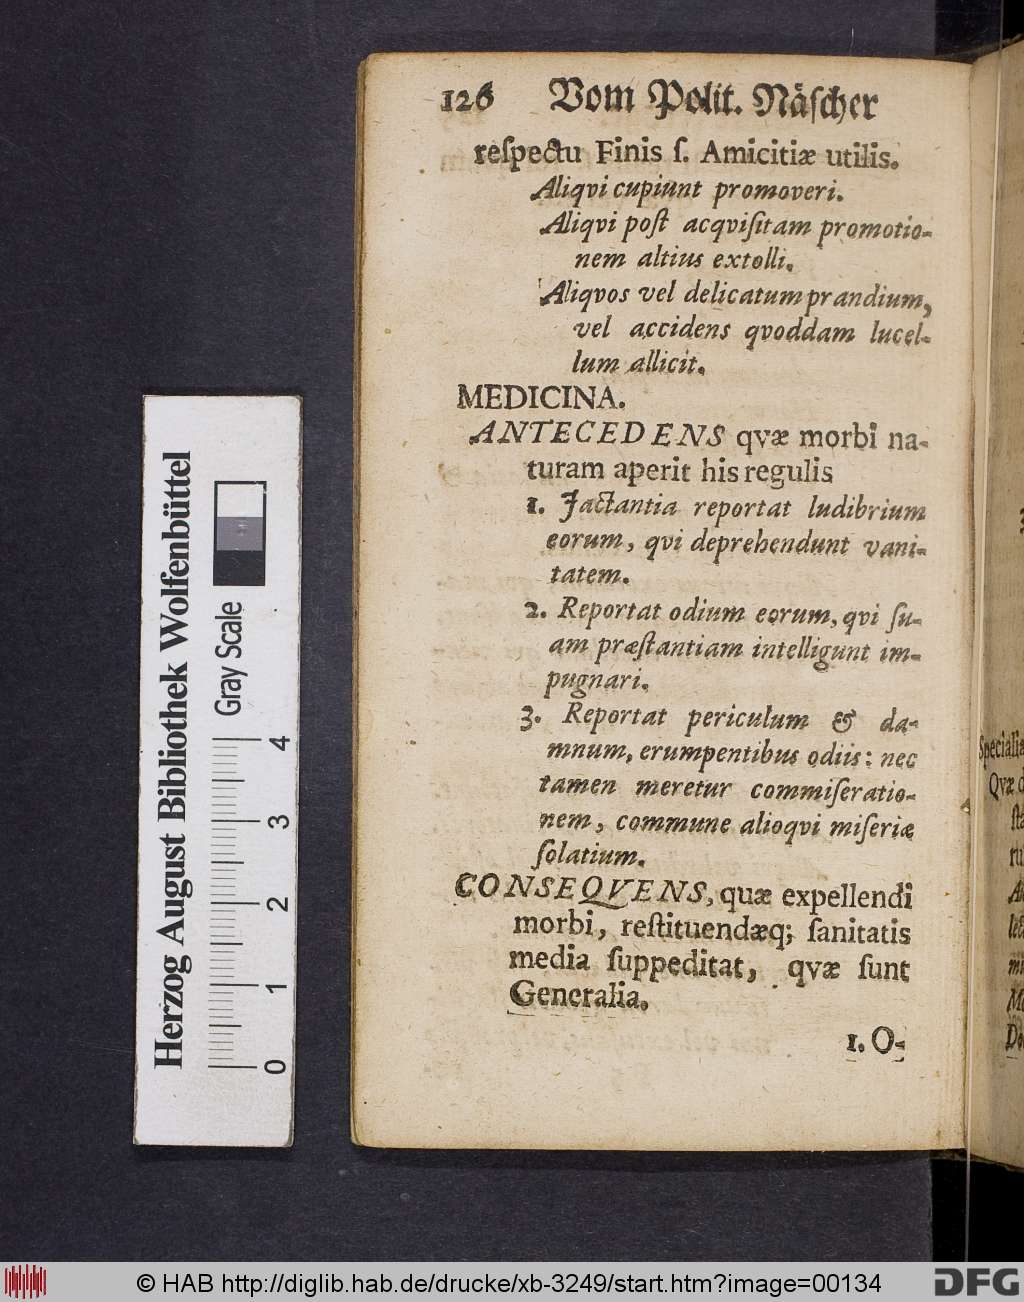 126 Vom Polit. Näſcher
reſpectu Finis ſ. Amicitiæ utilis.
Aliqvi cupiunt promoveri.
Aliqvi poſt acqviſitam promotio-
nem altius extolli.
Aliqvos vel delicatum prandium,
vel accidens qvoddam lucel-
lum allicit.
MEDICINA.
ANTECEDENS qvæ morbi na-
turam aperit his regulis
1. Jactantia reportat ludibrium
eorum, qvi deprehendunt vani-
tatem.
2. Reportat odium eorum, qvi ſu-
am præſtantiam intelligunt im-
pugnari.
3. Reportat periculum & da-
mnum, erumpentibus odiis: nec
tamen meretur commiſeratio-
nem, commune alioqvi miſeriæ
ſolatium.
CONSEQVENS, quæ expellendi
morbi, reſtituendæq; ſanitatis
media ſuppeditat, qvæ ſunt
Generalia.
1. O-
Specialia
Qvæ d
ſta
ru
Herzog August Bibliothek Wolfenbüttel
Gray Scale
0 1 2 3 4
© HAB http://diglib.hab.de/drucke/xb-3249/start.htm?image=00134
DFG